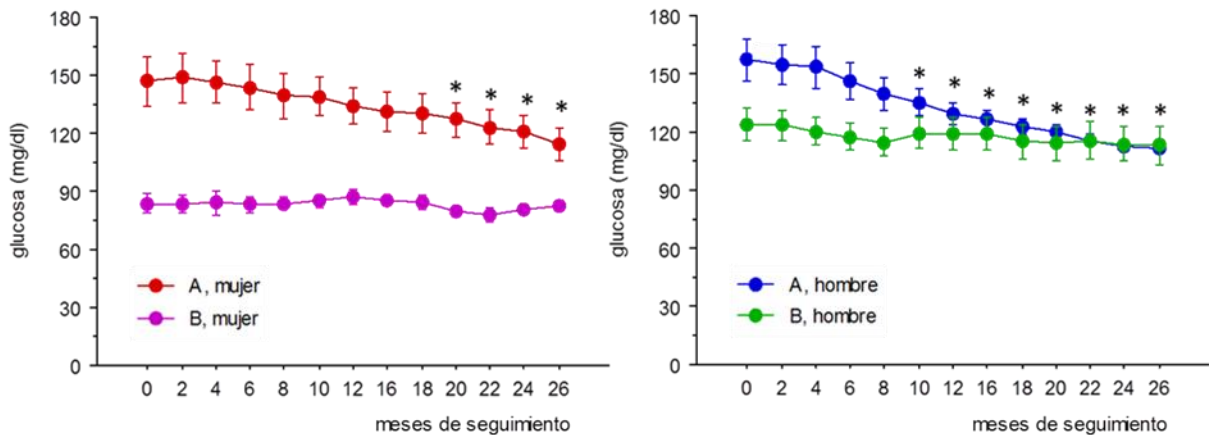 glucosa (mg/dl)
180
150
120
90
60
30
0
* * * *
A, mujer
B, mujer
0 2 4 6 8 10 12 16 18 20 22 24 26
meses de seguimiento
glucosa (mg/dl)
180
150
120
90
60
30
0
* * * * * * * *
A, hombre
B, hombre
0 2 4 6 8 10 12 16 18 20 22 24 26
meses de seguimiento